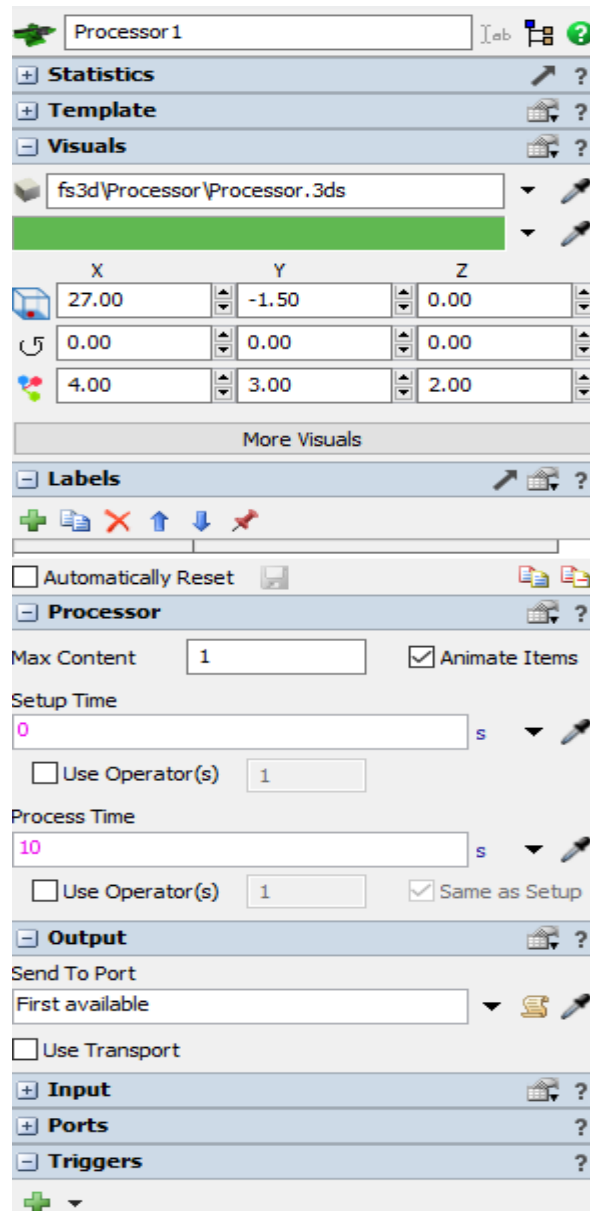 Processor1
Statistics
Template
Visuals
fs3d\Processor\Processor.3ds
X Y Z
27.00 -1.50 0.00
0.00 0.00 0.00
4.00 3.00 2.00
More Visuals
Labels
Automatically Reset
Processor
Max Content 1 Animate Items
Setup Time
0 s
Use Operator(s) 1
Process Time
10 s
Use Operator(s) 1 Same as Setup
Output ?
Send To Port
First available
Use Transport
Input ?
Ports ?
Triggers ?